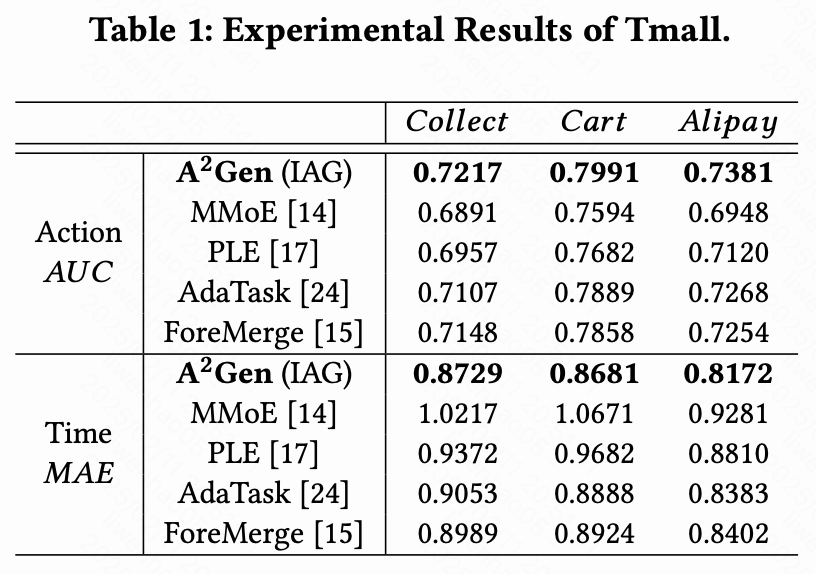 Table 1: Experimental Results of Tmall.
Collect Cart Alipay
Action AUC
A²Gen (IAG) 0.7217 0.7991 0.7381
MMoE [14] 0.6891 0.7594 0.6948
PLE [17] 0.6957 0.7682 0.7120
AdaTask [24] 0.7107 0.7889 0.7268
ForeMerge [15] 0.7148 0.7858 0.7254
Time MAE
A²Gen (IAG) 0.8729 0.8681 0.8172
MMoE [14] 1.0217 1.0671 0.9281
PLE [17] 0.9372 0.9682 0.8810
AdaTask [24] 0.9053 0.8888 0.8383
ForeMerge [15] 0.8989 0.8924 0.8402